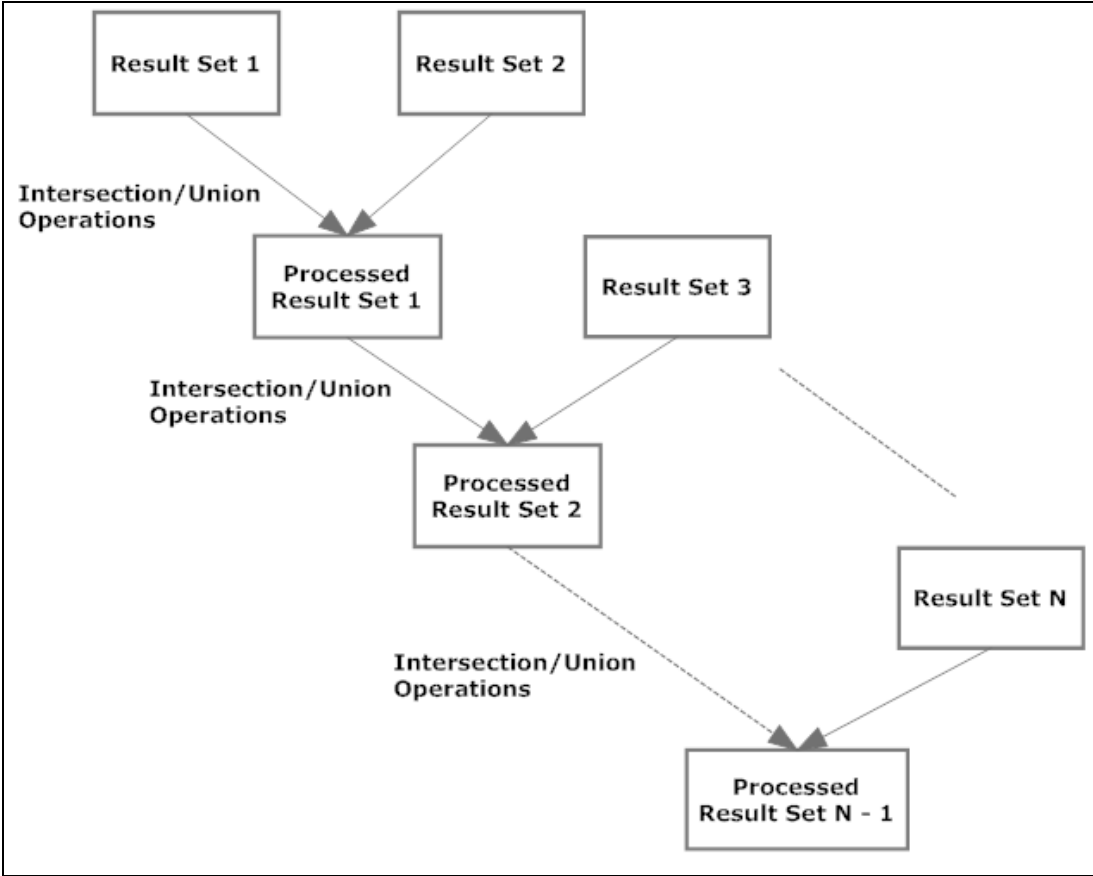 Result Set 1
Result Set 2
Intersection/Union
Operations
Processed
Result Set 1
Result Set 3
Intersection/Union
Operations
Processed
Result Set 2
Result Set N
Intersection/Union
Operations
Processed
Result Set N - 1